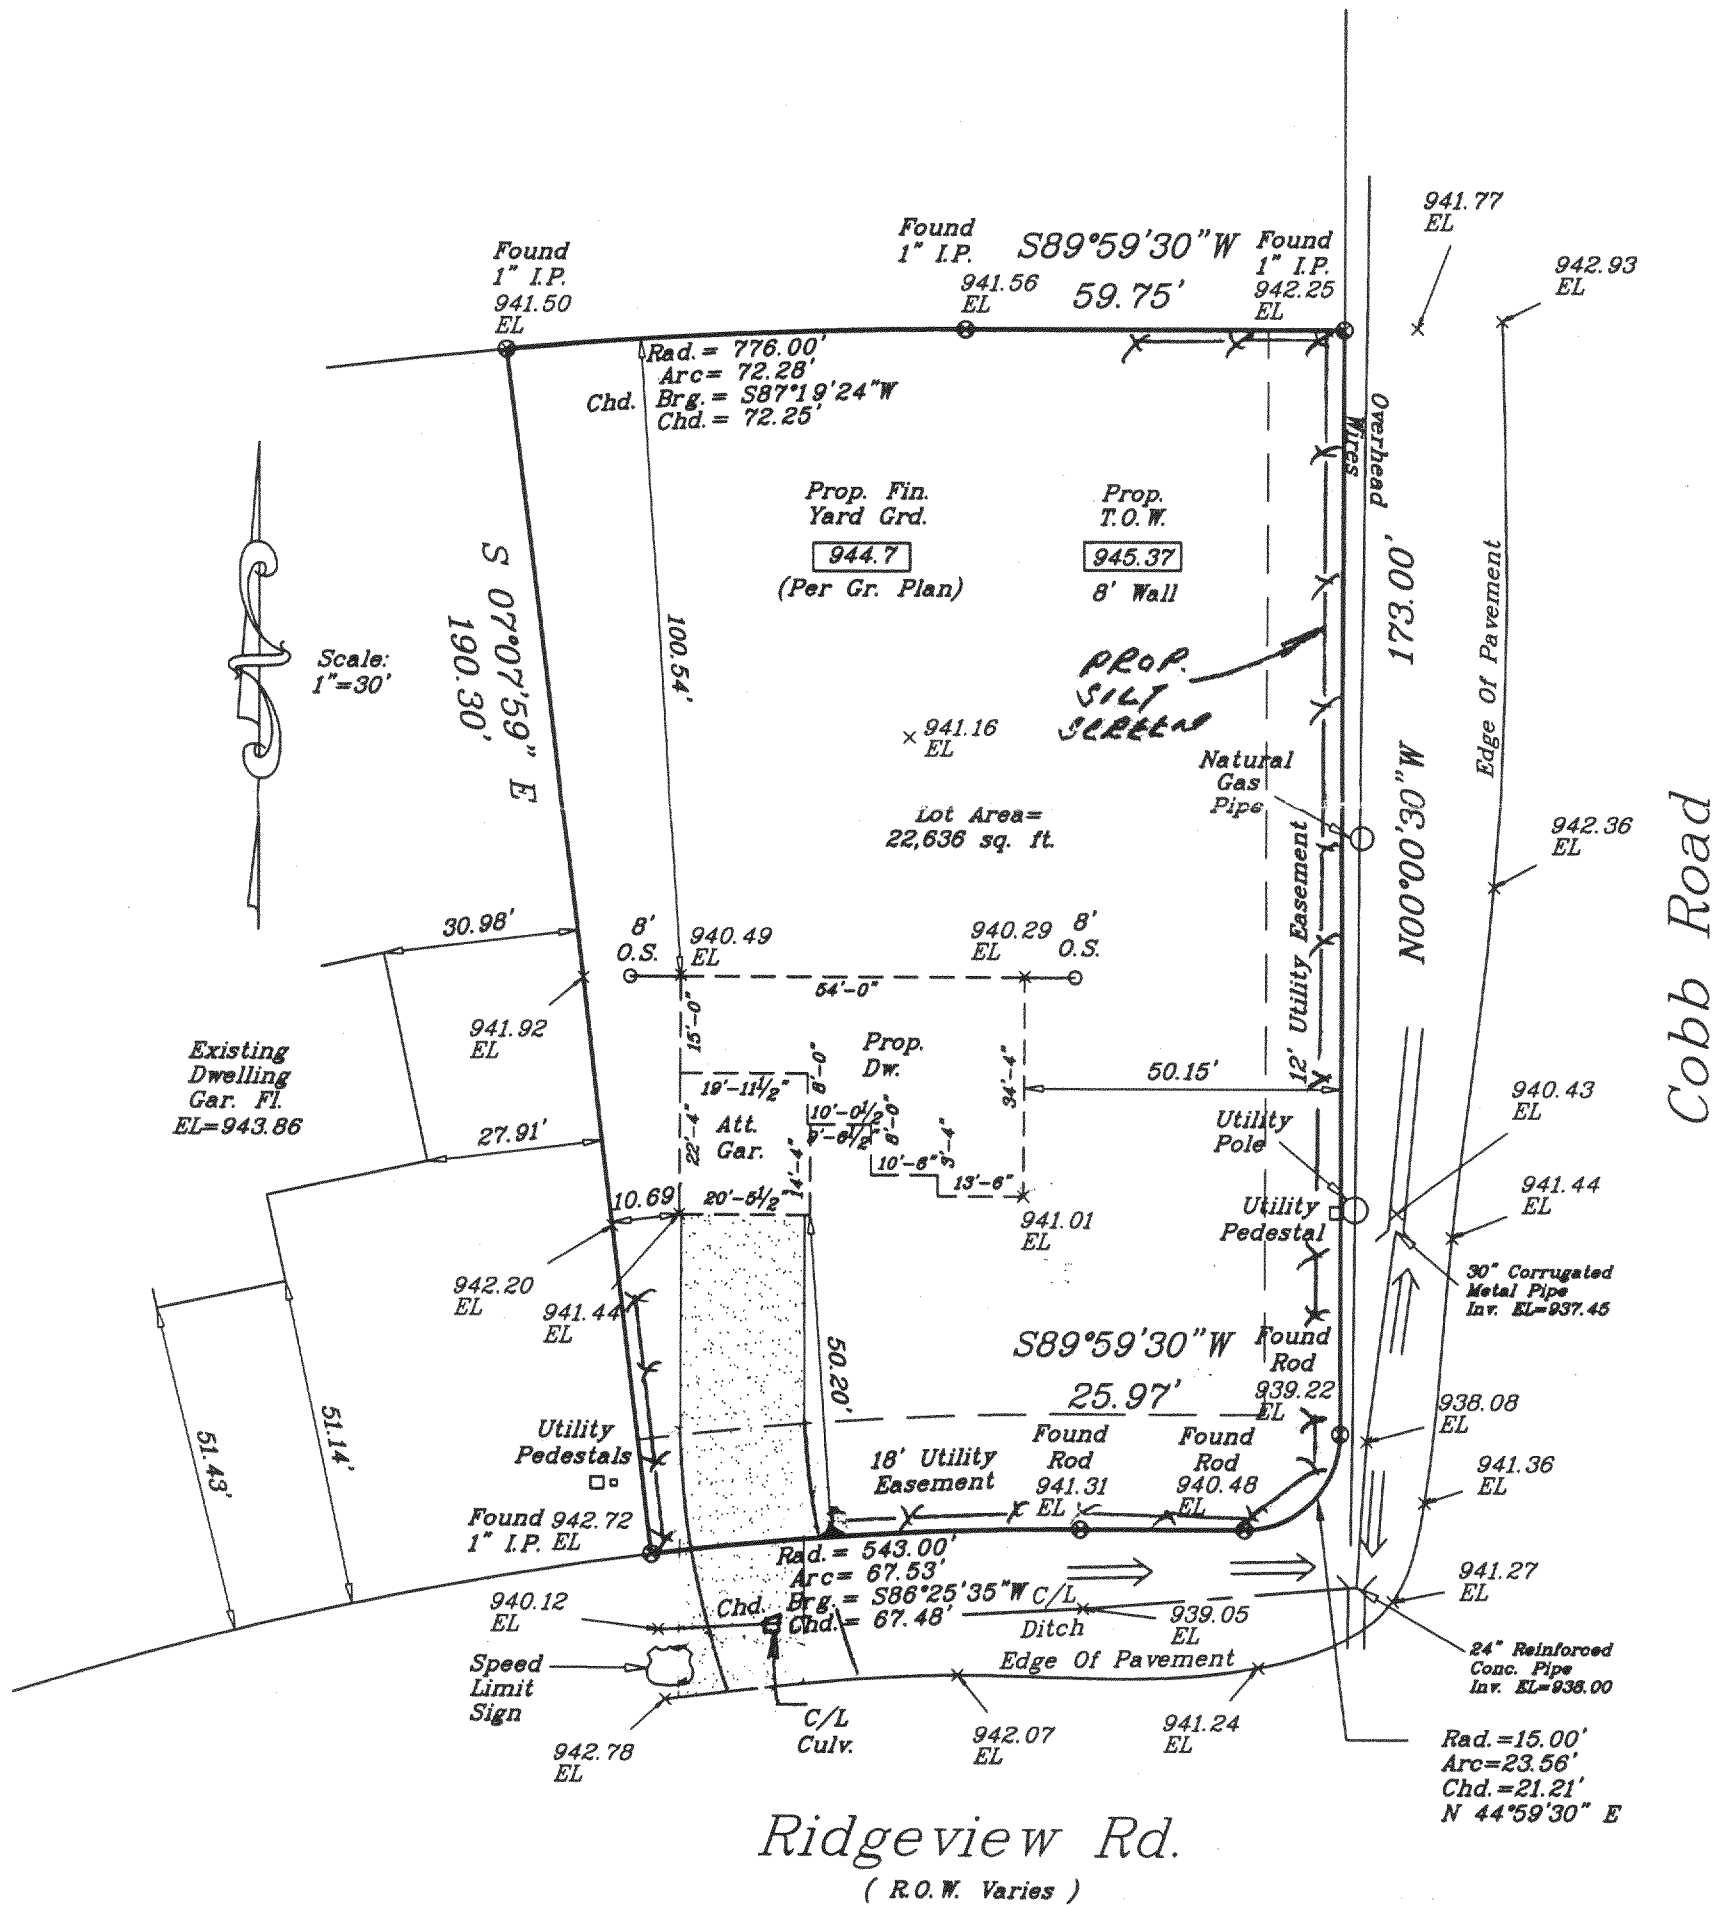 941.77
EL
Found
1" I.P.
S89°59'30"W
59.75'
Found
1" I.P.
942.25
EL
Found
1" I.P.
941.50
EL
941.56
EL
942.93
EL
Rad.= 776.00'
Arc= 72.28'
Chd. Brg.= S87°19'24"W
Chd.= 72.25'
Overhead
Wires
Prop. Fin.
Yard Grd.
944.7
(Per Gr. Plan)
Prop.
T.O.W.
945.37
8' Wall
173.00'
N00°00'30"W
Edge Of Pavement
S 07°07'59" E
190.30'
Scale:
1"=30'
100.54'
PROP.
SILT
SCREEN
941.16
EL
Natural
Gas
Pipe
Lot Area=
22,636 sq. ft.
942.36
EL
Cobb Road
12' Utility Easement
30.98'
8'
O.S.
940.49
EL
940.29
EL
8'
O.S.
54'-0"
941.92
EL
15'-0"
Prop.
Dw.
Existing
Dwelling
Gar. Fl.
EL=943.86
19'-11½"
8'-0"
34'-4"
50.15'
940.43
EL
27.91'
22'-4"
Att.
Gar.
10'-0½"
9'-6½"
8'-0"
14'-4"
10'-6"
3'-4"
13'-6"
Utility
Pole
10.69
20'-5½"
941.01
EL
Utility
Pedestal
941.44
EL
942.20
EL
941.44
EL
30" Corrugated
Metal Pipe
Inv. EL=937.45
50.20'
S89°59'30"W
25.97'
Found
Rod
939.22
EL
938.08
EL
51.43'
51.14'
Utility
Pedestals
18' Utility
Easement
Found
Rod
941.31
EL
Found
Rod
940.48
EL
941.36
EL
Found
1" I.P.
942.72
EL
Rad.= 543.00'
Arc= 67.53'
Chd. Brg.= S86°25'35"W
Chd.= 67.48'
C/L
Ditch
939.05
EL
941.27
EL
940.12
EL
Edge Of Pavement
24" Reinforced
Conc. Pipe
Inv. EL=938.00
Speed
Limit
Sign
C/L
Culv.
942.78
EL
942.07
EL
941.24
EL
Rad.=15.00'
Arc=23.56'
Chd.=21.21'
N 44°59'30" E
Ridgeview Rd.
( R.O.W. Varies )